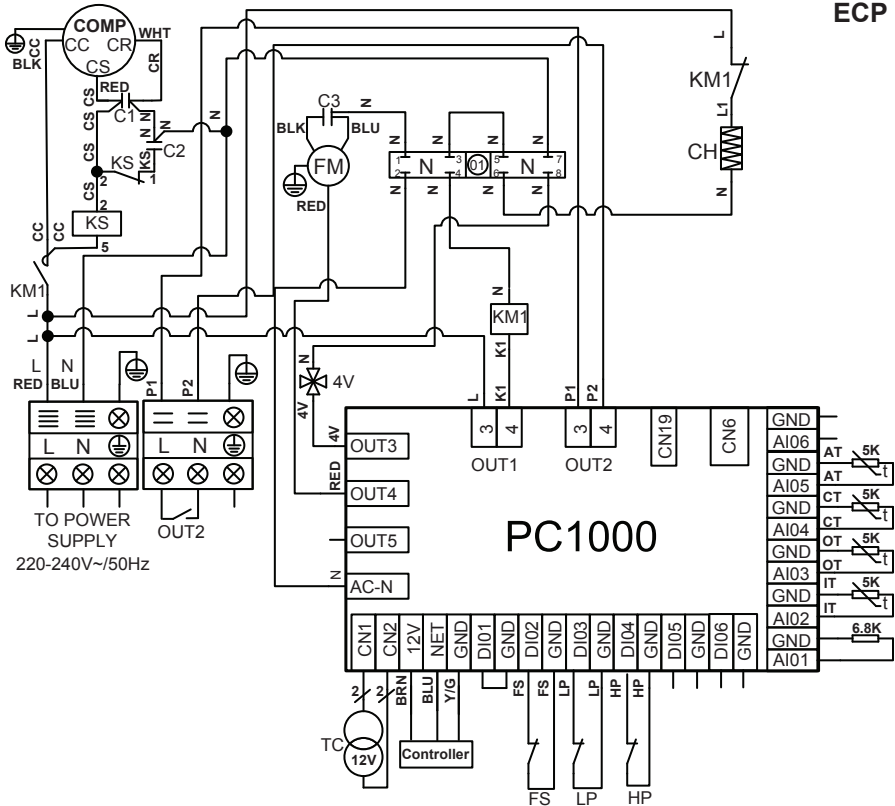 ECP
COMP
CC CR WHT
CC
BLK
CS
CR
RED
CS CS C1 N N
N
CS KS KS C2
2 1
CS
2
KS
5
CC CC
KM1
L
L
C3 N
BLK BLU
FM
RED
N N N N
1 N 3 01 5 N 7
2 4 6 8
N N N N
L
KM1
L1
CH
N
N
KM1
K1
L K1 P1 P2
N
4V
4V
4V
RED
N
L N
RED BLU
P1 P2
L N
L N
TO POWER
SUPPLY
220-240V~/50Hz
OUT2
OUT3
OUT4
OUT5
AC-N
3 4
OUT1
3 4
OUT2
CN19
CN6
PC1000
GND
AI06
GND AT 5K
AI05 AT t
GND CT 5K
AI04 CT t
GND OT 5K
AI03 OT t
GND IT 5K
AI02 IT t
GND 6.8K
AI01
CN1 CN2 12V NET GND DI01 GND DI02 GND DI03 GND DI04 GND DI05 GND DI06 GND
2 2 BRN BLU Y/G FS FS LP LP HP HP
TC
12V
Controller
FS LP HP